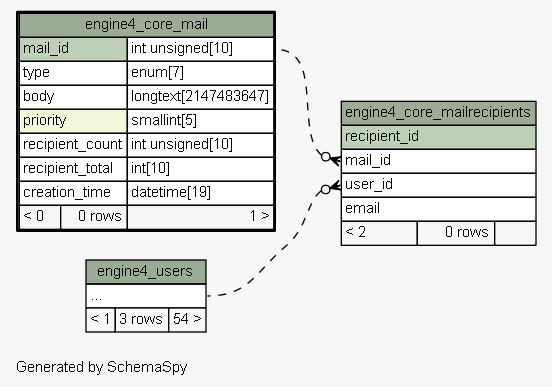 engine4_core_mail
mail_id int unsigned[10]
type enum[7]
body longtext[2147483647]
priority smallint[5]
recipient_count int unsigned[10]
recipient_total int[10]
creation_time datetime[19]
< 0 0 rows 1 >
engine4_core_mailrecipients
recipient_id
mail_id
user_id
email
< 2 0 rows
engine4_users
...
< 1 3 rows 54 >
Generated by SchemaSpy